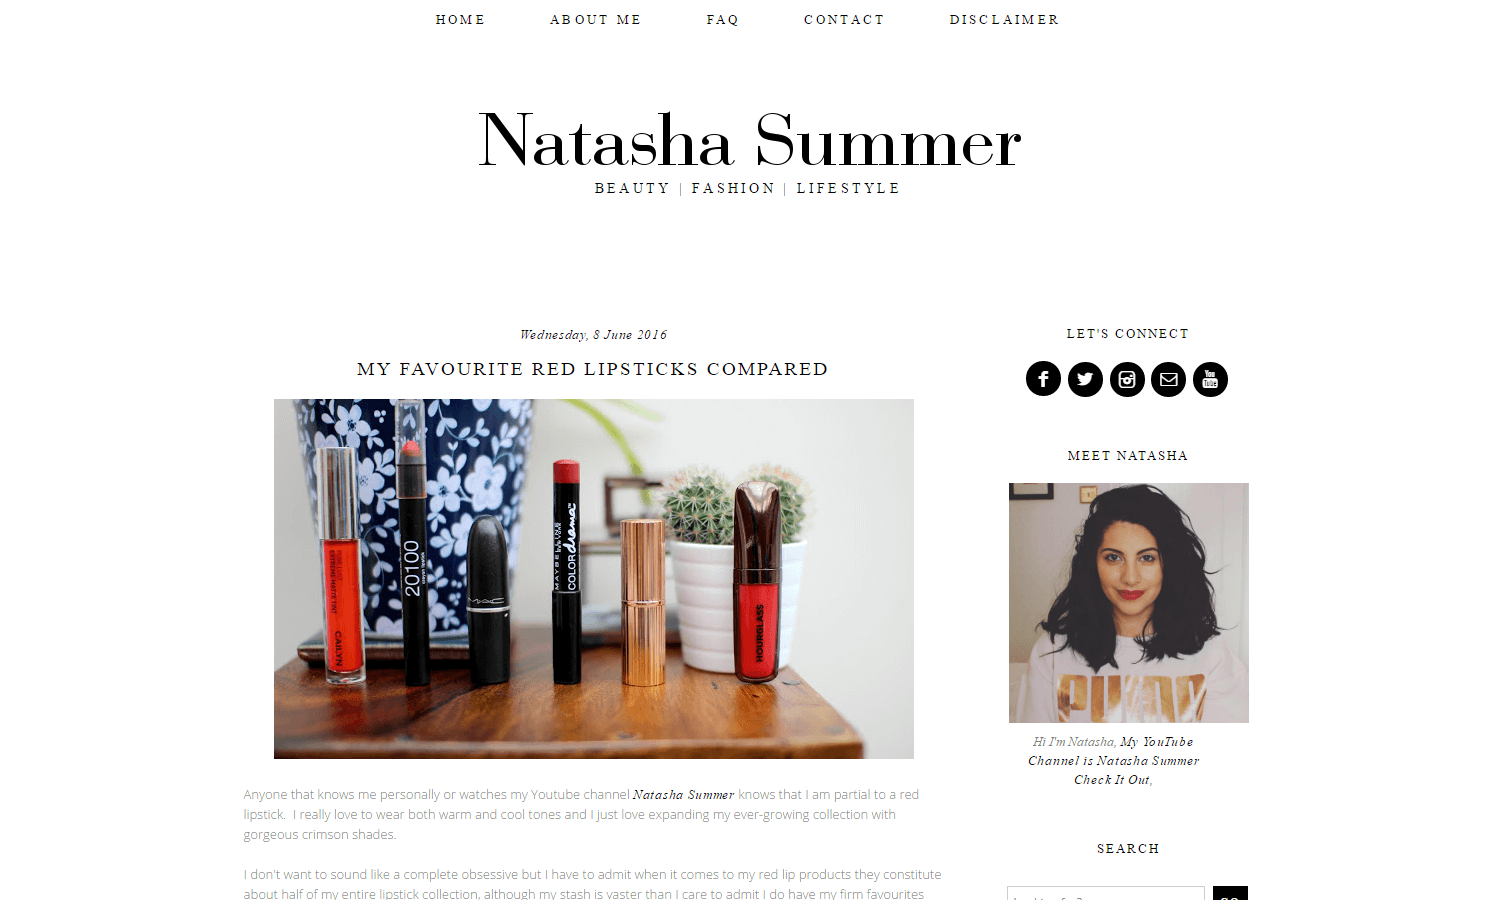 HOME ABOUT ME FAQ CONTACT DISCLAIMER
Natasha Summer
BEAUTY | FASHION | LIFESTYLE
Wednesday, 8 June 2016
MY FAVOURITE RED LIPSTICKS COMPARED
CAILYN
20100
MAC
MAYBELLINE
COLOR drama
HOURGLASS
Anyone that knows me personally or watches my Youtube channel Natasha Summer knows that I am partial to a red
lipstick.  I really love to wear both warm and cool tones and I just love expanding my ever-growing collection with
gorgeous crimson shades.
I don't want to sound like a complete obsessive but I have to admit when it comes to my red lip products they constitute
about half of my entire lipstick collection, although my stash is vaster than I care to admit I do have my firm favourites
LET'S CONNECT
You
Tube
MEET NATASHA
Hi I'm Natasha, My YouTube
Channel is Natasha Summer
Check It Out,
SEARCH